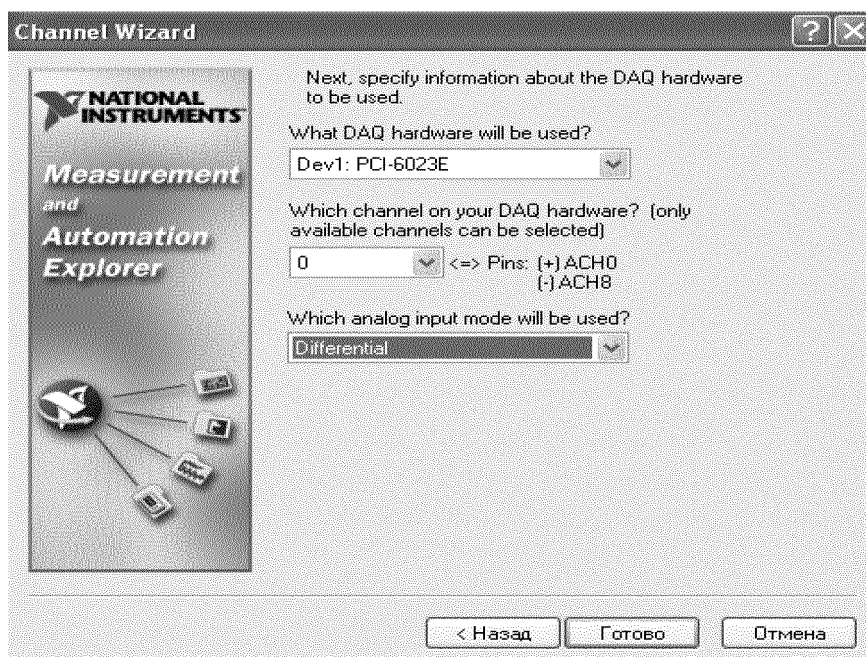 Channel Wizard
NATIONAL
INSTRUMENTS
Measurement
and
Automation
Explorer
Next, specify information about the DAQ hardware
to be used.
What DAQ hardware will be used?
Dev1: PCI-6023E
Which channel on your DAQ hardware? (only
available channels can be selected)
0 <=> Pins: (+) ACH0
(-) ACH8
Which analog input mode will be used?
Differential
< Назад Готово Отмена